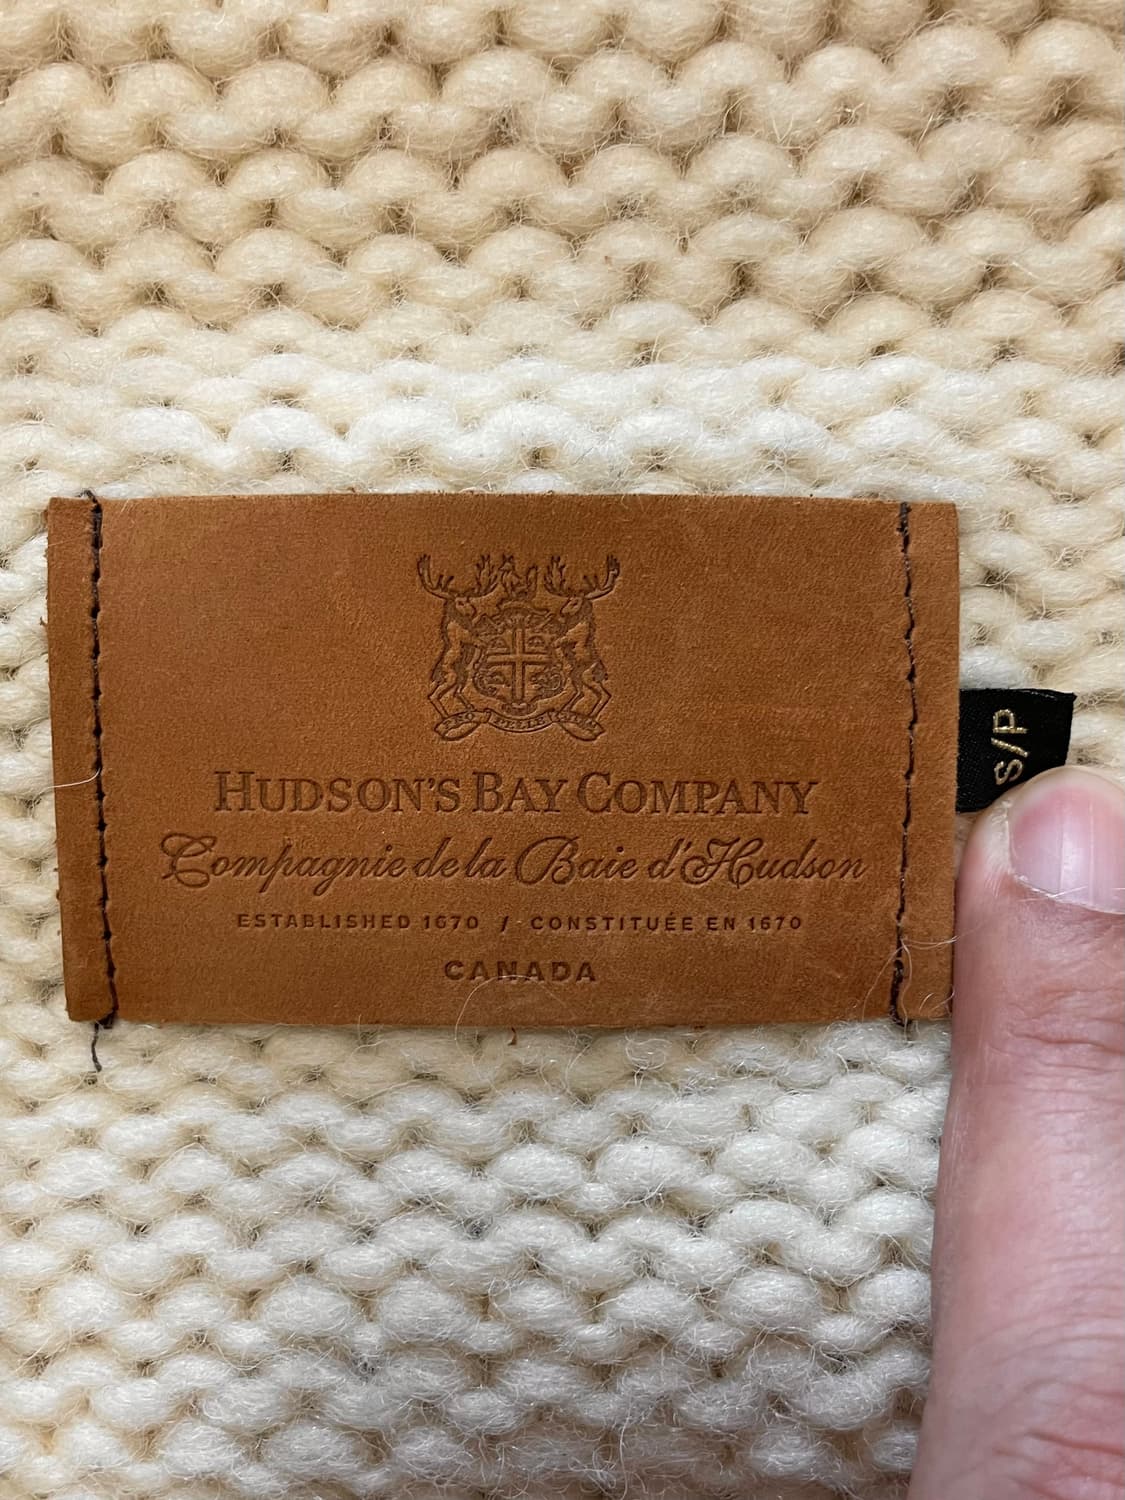 HUDSON'S BAY COMPANY
Compagnie de la Baie d'Hudson
ESTABLISHED 1670 / CONSTITUÉE EN 1670
CANADA
S/P